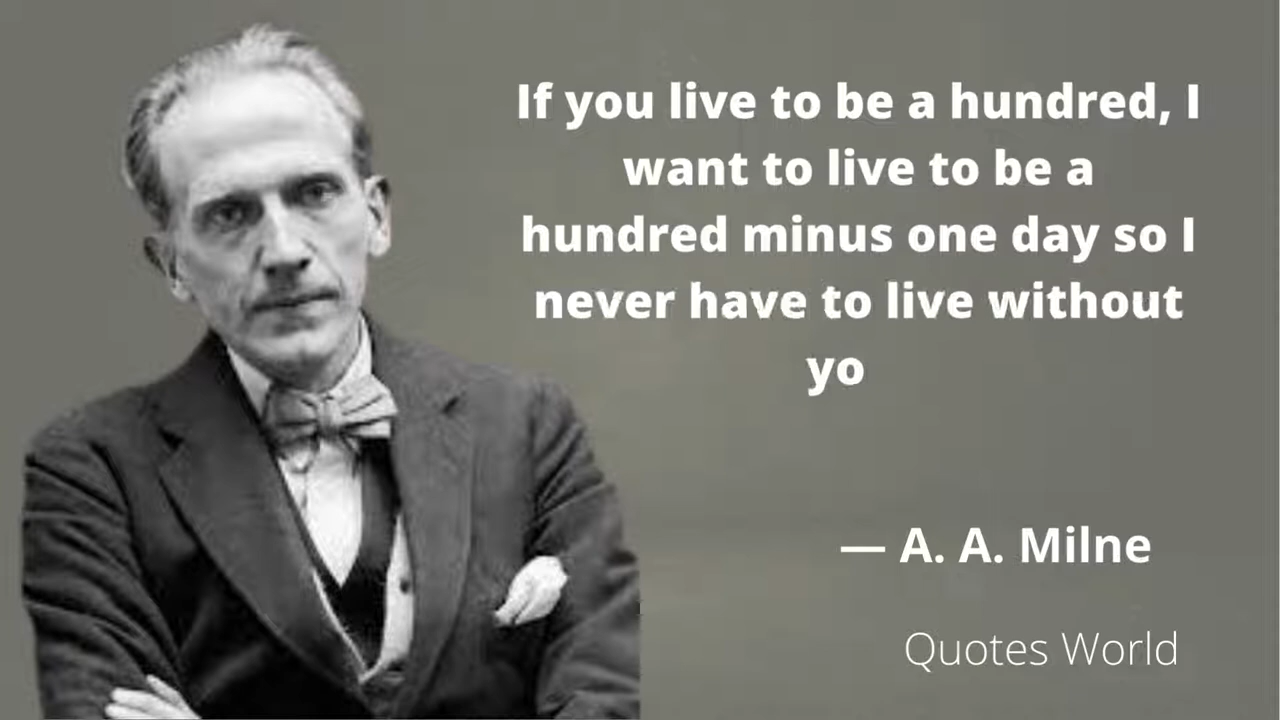 If you live to be a hundred, I
want to live to be a
hundred minus one day so I
never have to live without
yo
— A. A. Milne
Quotes World